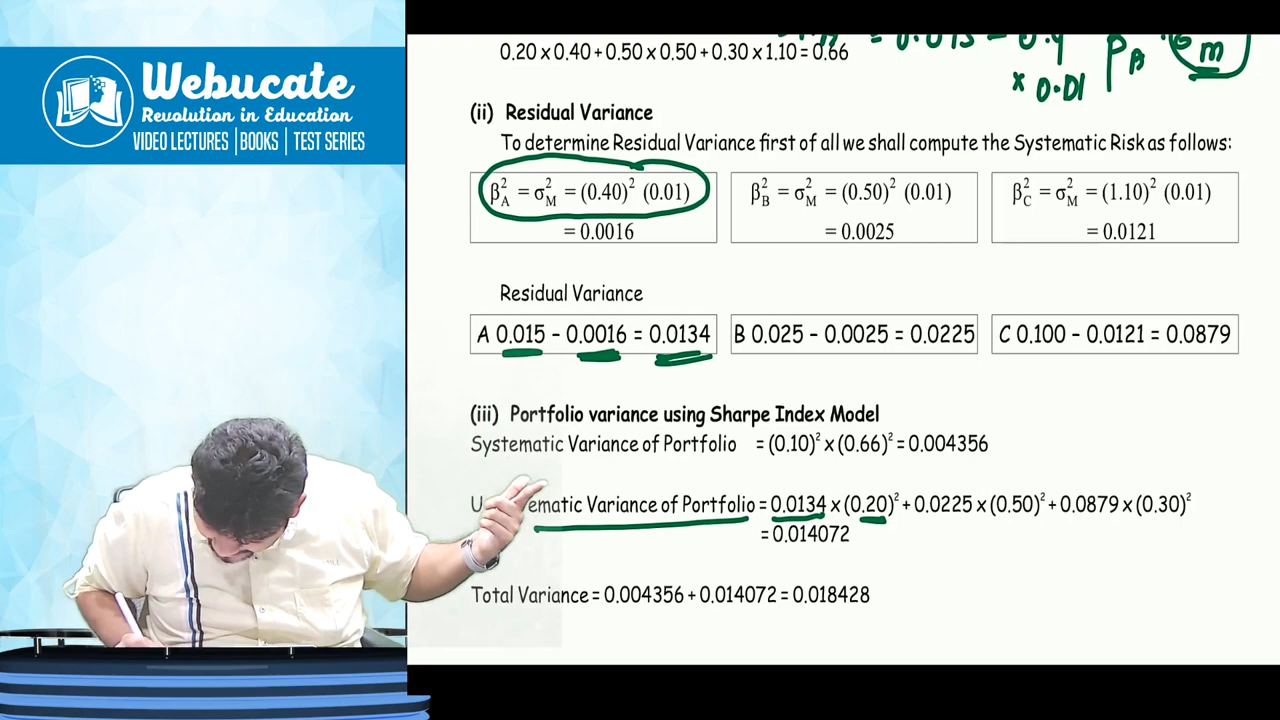 Webucate
Revolution in Education
VIDEO LECTURES | BOOKS | TEST SERIES
= 0.015 - 0.4
× 0.01
m
0.20 x 0.40 + 0.50 x 0.50 + 0.30 x 1.10 = 0.66
(ii) Residual Variance
To determine Residual Variance first of all we shall compute the Systematic Risk as follows:
β²A = σ²M = (0.40)² (0.01)
= 0.0016
β²B = σ²M = (0.50)² (0.01)
= 0.0025
β²C = σ²M = (1.10)² (0.01)
= 0.0121
Residual Variance
A 0.015 – 0.0016 = 0.0134
B 0.025 – 0.0025 = 0.0225
C 0.100 – 0.0121 = 0.0879
(iii) Portfolio variance using Sharpe Index Model
Systematic Variance of Portfolio = (0.10)² x (0.66)² = 0.004356
ematic Variance of Portfolio = 0.0134 x (0.20)² + 0.0225 x (0.50)² + 0.0879 x (0.30)²
= 0.014072
Total Variance = 0.004356 + 0.014072 = 0.018428